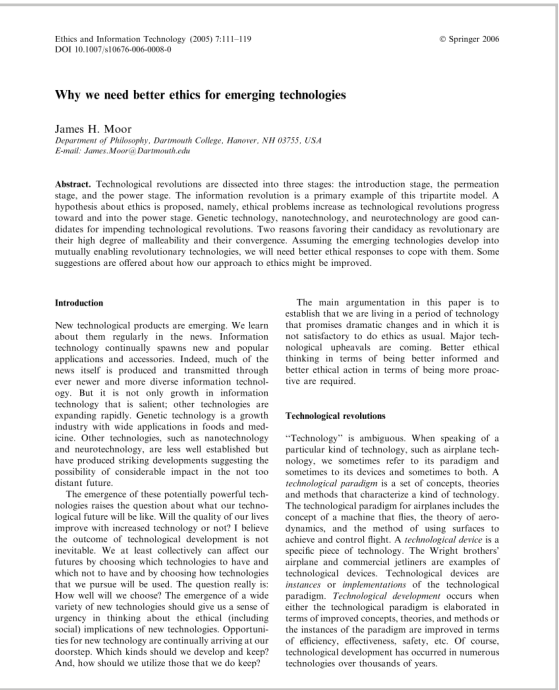 Ethics and Information Technology (2005) 7:111–119
© Springer 2006
DOI 10.1007/s10676-006-0008-0
Why we need better ethics for emerging technologies
James H. Moor
Department of Philosophy, Dartmouth College, Hanover, NH 03755, USA
E-mail: James.Moor@Dartmouth.edu
Abstract. Technological revolutions are dissected into three stages: the introduction stage, the permeation
stage, and the power stage. The information revolution is a primary example of this tripartite model. A
hypothesis about ethics is proposed, namely, ethical problems increase as technological revolutions progress
toward and into the power stage. Genetic technology, nanotechnology, and neurotechnology are good can-
didates for impending technological revolutions. Two reasons favoring their candidacy as revolutionary are
their high degree of malleability and their convergence. Assuming the emerging technologies develop into
mutually enabling revolutionary technologies, we will need better ethical responses to cope with them. Some
suggestions are offered about how our approach to ethics might be improved.
Introduction
New technological products are emerging. We learn
about them regularly in the news. Information
technology continually spawns new and popular
applications and accessories. Indeed, much of the
news itself is produced and transmitted through
ever newer and more diverse information technol-
ogy. But it is not only growth in information
technology that is salient; other technologies are
expanding rapidly. Genetic technology is a growth
industry with wide applications in foods and med-
icine. Other technologies, such as nanotechnology
and neurotechnology, are less well established but
have produced striking developments suggesting the
possibility of considerable impact in the not too
distant future.
The emergence of these potentially powerful tech-
nologies raises the question about what our techno-
logical future will be like. Will the quality of our lives
improve with increased technology or not? I believe
the outcome of technological development is not
inevitable. We at least collectively can affect our
futures by choosing which technologies to have and
which not to have and by choosing how technologies
that we pursue will be used. The question really is:
How well will we choose? The emergence of a wide
variety of new technologies should give us a sense of
urgency in thinking about the ethical (including
social) implications of new technologies. Opportuni-
ties for new technology are continually arriving at our
doorstep. Which kinds should we develop and keep?
And, how should we utilize those that we do keep?
The main argumentation in this paper is to
establish that we are living in a period of technology
that promises dramatic changes and in which it is
not satisfactory to do ethics as usual. Major tech-
nological upheavals are coming. Better ethical
thinking in terms of being better informed and
better ethical action in terms of being more proac-
tive are required.
Technological revolutions
‘‘Technology’’ is ambiguous. When speaking of a
particular kind of technology, such as airplane tech-
nology, we sometimes refer to its paradigm and
sometimes to its devices and sometimes to both. A
technological paradigm is a set of concepts, theories
and methods that characterize a kind of technology.
The technological paradigm for airplanes includes the
concept of a machine that flies, the theory of aero-
dynamics, and the method of using surfaces to
achieve and control flight. A technological device is a
specific piece of technology. The Wright brothers’
airplane and commercial jetliners are examples of
technological devices. Technological devices are
instances or implementations of the technological
paradigm. Technological development occurs when
either the technological paradigm is elaborated in
terms of improved concepts, theories, and methods or
the instances of the paradigm are improved in terms
of efficiency, effectiveness, safety, etc. Of course,
technological development has occurred in numerous
technologies over thousands of years.